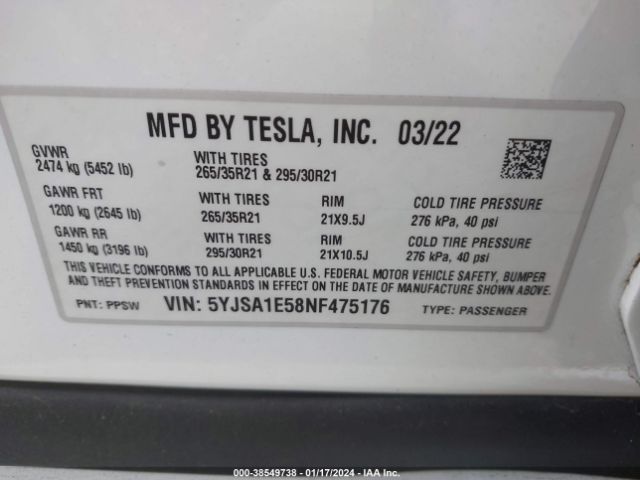 MFD BY TESLA, INC. 03/22
GVWR
2474 kg (5452 lb)
WITH TIRES
265/35R21 & 295/30R21
GAWR FRT
1200 kg (2645 lb)
WITH TIRES
265/35R21
RIM
21X9.5J
COLD TIRE PRESSURE
276 kPa, 40 psi
GAWR RR
1450 kg (3196 lb)
WITH TIRES
295/30R21
RIM
21X10.5J
COLD TIRE PRESSURE
276 kPa, 40 psi
THIS VEHICLE CONFORMS TO ALL U.S. FEDERAL MOTOR VEHICLE SAFETY, BUMPER
AND THEFT PREVENTION STANDARDS IN EFFECT ON THE DATE OF MANUFACTURE SHOWN ABOVE.
PNT: PPSW VIN: 5YJSA1E58NF475176 TYPE: PASSENGER
000-38549738 - 01/17/2024 - IAA Inc.